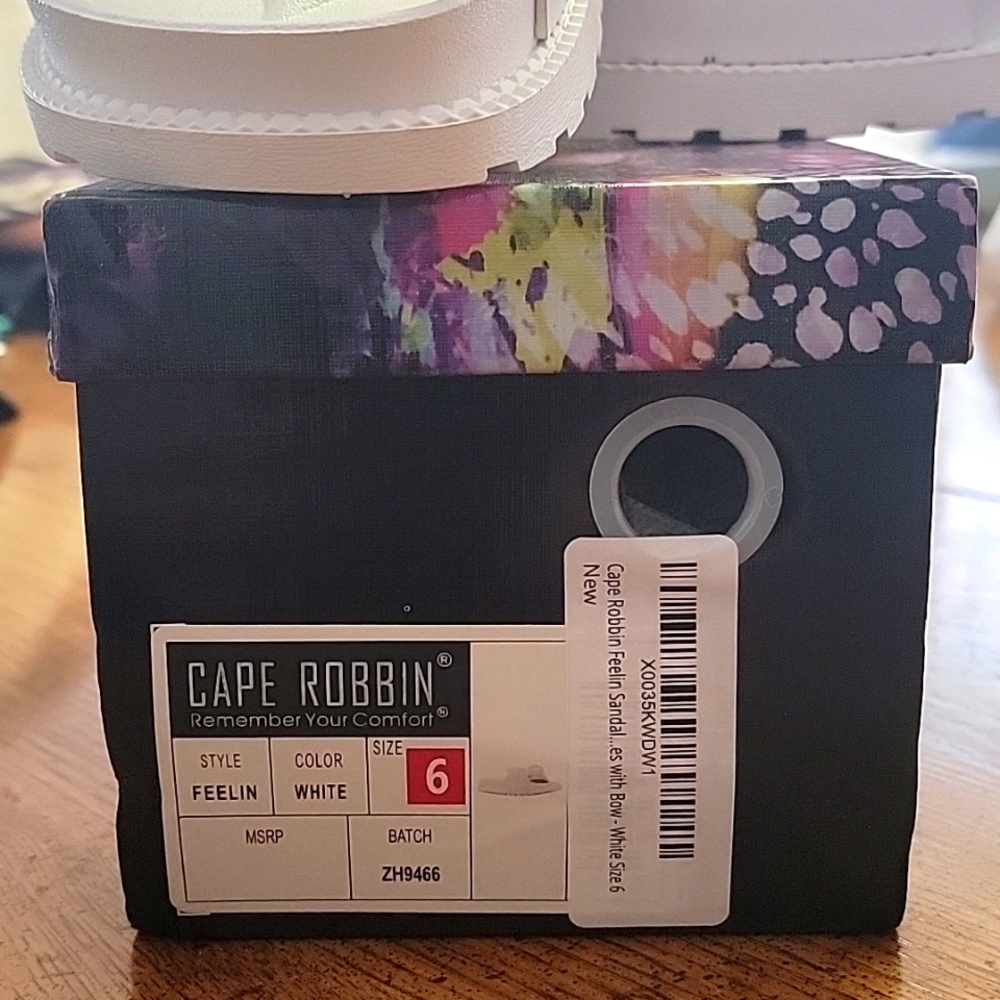 CAPE ROBBIN®
Remember Your Comfort®
STYLE
FEELIN
COLOR
WHITE
SIZE
6
MSRP
BATCH
ZH9466
X0035KWDW1
Cape Robbin Feelin Sandal...es with Bow - White Size 6
New